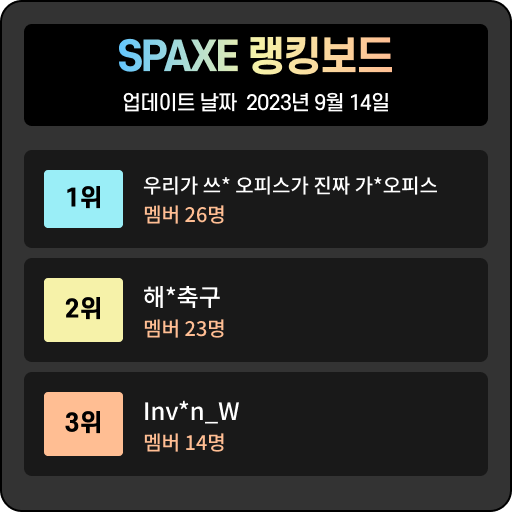 SPAXE 랭킹보드
업데이트 날짜 2023년 9월 14일
1위
우리가 쓰* 오피스가 진짜 가*오피스
멤버 26명
2위
해*축구
멤버 23명
3위
Inv*n_W
멤버 14명